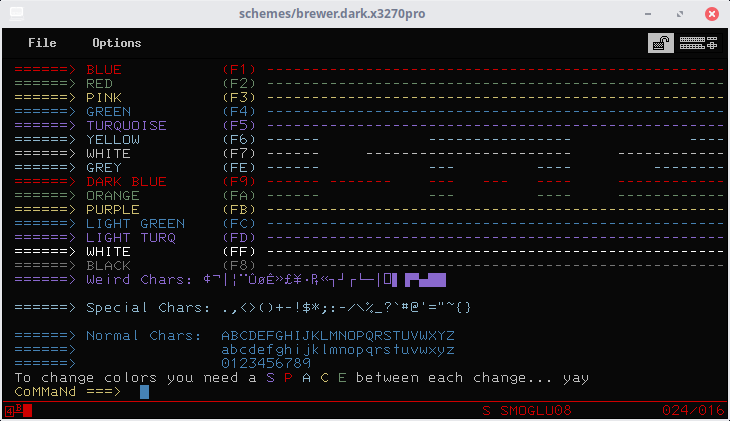 schemes/brewer.dark.x3270pro
File Options
======> BLUE (F1) --------------------------------------------------
======> RED (F2) --------------------------------------------------
======> PINK (F3) --------------------------------------------------
======> GREEN (F4) --------------------------------------------------
======> TURQUOISE (F5) --------------------------------------------------
======> YELLOW (F6) ------ --- --- ------ ------
======> WHITE (F7) ------ --- --- ------ ------
======> GREY (FE) ------ --- --- ------ ------
======> DARK BLUE (F9) ------ --- --- ------ ------
======> ORANGE (FA) ------ --- --- ------ ------
======> PURPLE (FB) --------------------------------------------------
======> LIGHT GREEN (FC) --------------------------------------------------
======> LIGHT TURQ (FD) --------------------------------------------------
======> WHITE (FF) --------------------------------------------------
======> BLACK (F8) --------------------------------------------------
======> Weird Chars: ¢¬|¦¨ÛøÉ»£¥·₧«┐┘┌└─│
======> Special Chars: .,<>()+-!$*;:-/\%_?`#@'="~{}
======> Normal Chars: ABCDEFGHIJKLMNOPQRSTUVWXYZ
======> abcdefghijklmnopqrstuvwxyz
======> 0123456789
To change colors you need a S P A C E between each change... yay
CoMMaNd ===>
S SMOGLU08 024/016